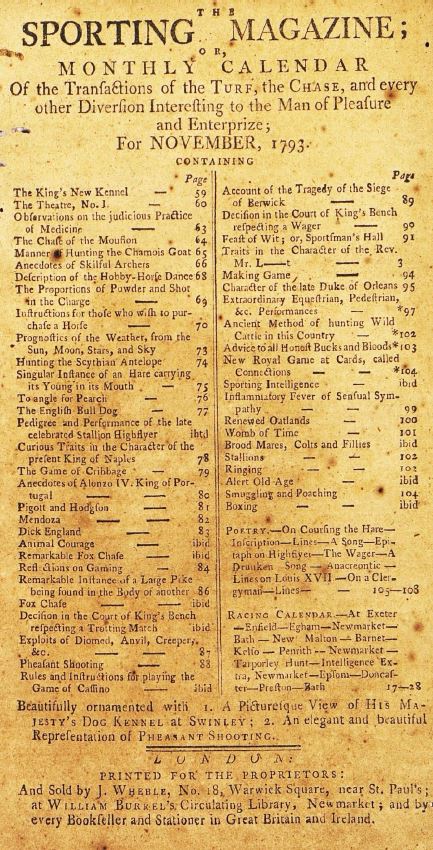 THE
SPORTING MAGAZINE;
OR,
MONTHLY CALENDAR
Of the Tranſactions of the TURF, the CHASE, and every
other Diverſion Intereſting to the Man of Pleaſure
and Enterprize;
For NOVEMBER, 1793.
CONTAINING
Page
The King's New Kennel — 59
The Theatre, No. I. — 60
Obſervations on the judicious Practice
of Medicine — 63
The Chaſe of the Mouflon 64
Manner of Hunting the Chamois Goat 65
Anecdotes of Skilful Archers 66
Deſcription of the Hobby-Horſe Dance 68
The Proportions of Powder and Shot
in the Charge — 69
Inſtructions for thoſe who wiſh to pur-
chaſe a Horſe — 70
Prognoſtics of the Weather, from the
Sun, Moon, Stars, and Sky 73
Hunting the Scythian Antelope 74
Singular Inſtance of an Hare carrying
its Young in its Mouth — 75
To angle for Pearch — 76
The Engliſh Bull Dog — 77
Pedigree and Performance of the late
celebrated Stallion Highflyer ibid
Curious Traits in the Character of the
preſent King of Naples 78
The Game of Cribbage — 79
Anecdotes of Alonzo IV. King of Por-
tugal — — 80
Pigott and Hodgſon — 81
Mendoza — — 82
Dick England — 83
Animal Courage — ibid
Remarkable Fox Chaſe — ibid
Reflections on Gaming — 84
Remarkable Inſtance of a Large Pike
being found in the Body of another 86
Fox Chaſe — — ibid
Deciſion in the Court of King's Bench
reſpecting a Trotting Match ibid
Exploits of Diomed, Anvil, Creeper,
&c. — — 87
Pheaſant Shooting — 88
Rules and Inſtructions for playing the
Game of Caſſino — ibid
Page
Account of the Tragedy of the Siege
of Berwick — 89
Deciſion in the Court of King's Bench
reſpecting a Wager — 90
Feaſt of Wit; or, Sportſman's Hall 91
Traits in the Character of the Rev.
Mr. L——t 3
Making Game — 94
Character of the late Duke of Orleans 95
Extraordinary Equeſtrian, Pedeſtrian,
&c. Performances — *97
Ancient Method of hunting Wild
Cattle in this Country — *102
Advice to all Honeſt Bucks and Bloods *103
New Royal Game at Cards, called
Connections — — *104
Sporting Intelligence — ibid
Inflammatory Fever of Senſual Sym-
pathy — — 99
Renewed Oatlands — 100
Womb of Time — 101
Brood Mares, Colts and Fillies ibid
Stallions — — 102
Ringing — — 102
Alert Old Age — ibid
Smuggling and Poaching 104
Boxing — — ibid
POETRY.—On Courſing the Hare—
Inſcription—Lines—A Song—Epi-
taph on Highflyer—The Wager—A
Drunken Song — Anacreontic —
Lines on Louis XVII—On a Cler-
gyman—Lines— — 105—108
RACING CALENDAR.—At Exeter
— Enfield—Egham—Newmarket—
Bath — New Malton — Barnet—
Kelſo — Penrith — Newmarket —
Tarporley Hunt—Intelligence Ex-
tra, Newmarket—Epſom—Doncaſ-
ter—Preſton—Bath 17—28
Beautifully ornamented with 1. A Pictureſque View of HIS MA-
JESTY'S DOG KENNEL at SWINLEY; 2. An elegant and beautiful
Repreſentation of PHEASANT SHOOTING.
LONDON:
PRINTED FOR THE PROPRIETORS:
And Sold by J. WHEBLE, No. 18, Warwick Square, near St. Paul's;
at WILLIAM BURREL'S Circulating Library, Newmarket; and by
every Bookſeller and Stationer in Great Britain and Ireland.